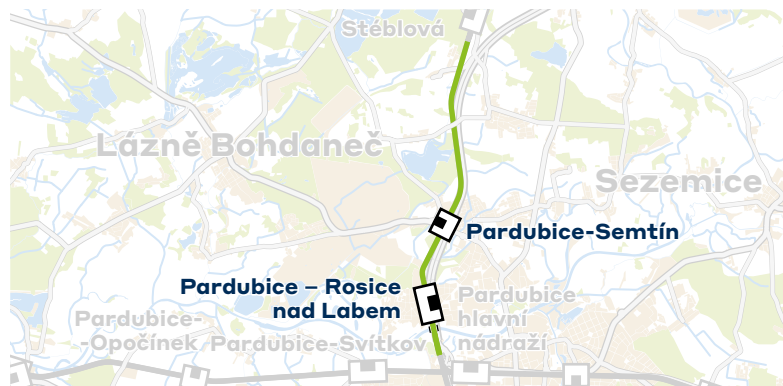 Stéblová
Lázně Bohdaneč
Sezemice
Pardubice-Semtín
Pardubice – Rosice
nad Labem
Pardubice
hlavní
nádraží
Pardubice-
-Opočínek
Pardubice-Svítkov